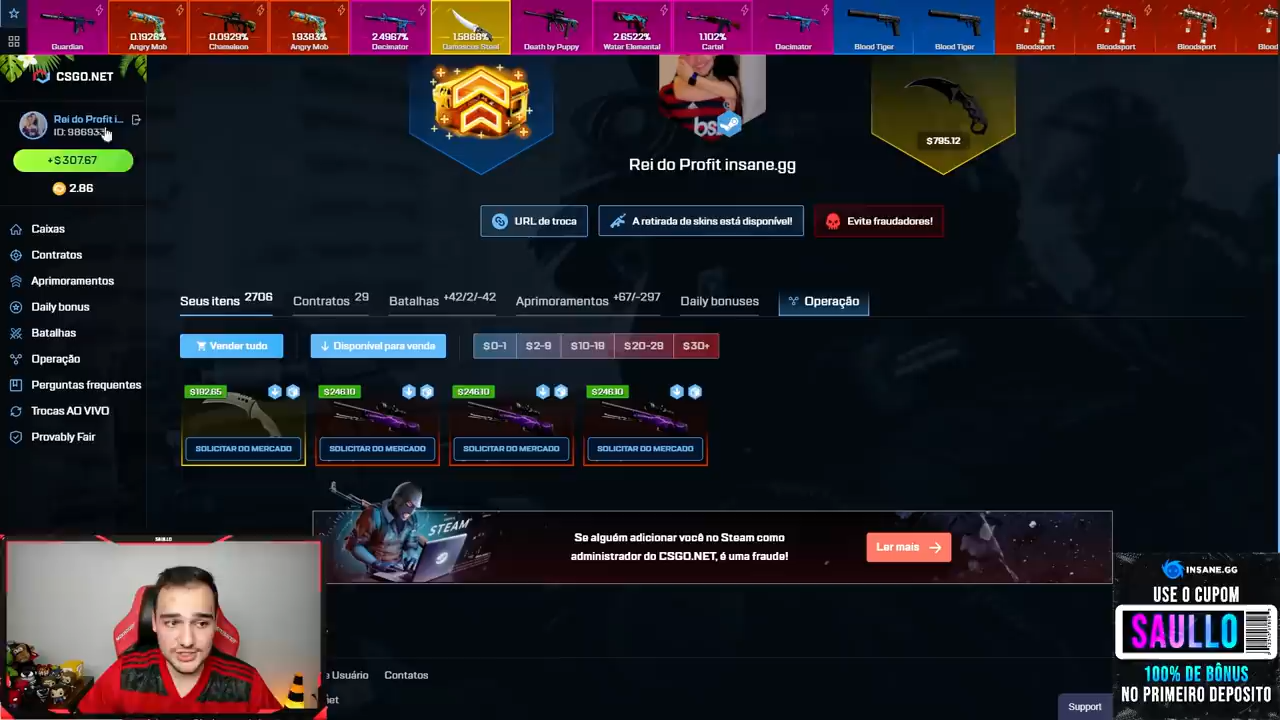 Guardian
0.1926%
Angry Mob
0.0929%
Chameleon
1.9383%
Angry Mob
2.4967%
Decimator
1.5868%
Damascus Steel
Death by Puppy
2.6522%
Water Elemental
1.102%
Cartel
Decimator
Blood Tiger
Blood Tiger
Bloodsport
Bloodsport
Bloodsport
CSGO.NET
Rei do Profit i...
ID: 986933
+$307.67
2.86
Caixas
Contratos
Aprimoramentos
Daily bonus
Batalhas
Operação
Perguntas frequentes
Trocas AO VIVO
Provably Fair
$795.12
Rei do Profit insane.gg
URL de troca
A retirada de skins está disponível!
Evite fraudadores!
Seus itens 2706
Contratos 29
Batalhas +42/2/-42
Aprimoramentos +67/-297
Daily bonuses
Operação
Vender tudo
Disponível para venda
$0-1
$2-9
$10-19
$20-29
$30+
$192.65
$246.10
$246.10
$246.10
SOLICITAR DO MERCADO
SOLICITAR DO MERCADO
SOLICITAR DO MERCADO
SOLICITAR DO MERCADO
STEAM
Se alguém adicionar você no Steam como
administrador do CSGO.NET, é uma fraude!
Ler mais
SAULLO
INSANE.GG
USE O CUPOM
SAULLO
100% DE BÔNUS
NO PRIMEIRO DEPOSITO
e Usuário
Contatos
Support